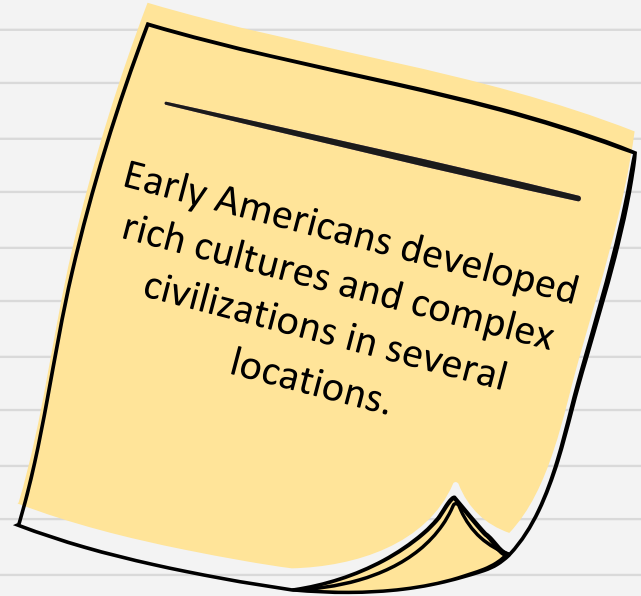 Early Americans developed
rich cultures and complex
civilizations in several
locations.